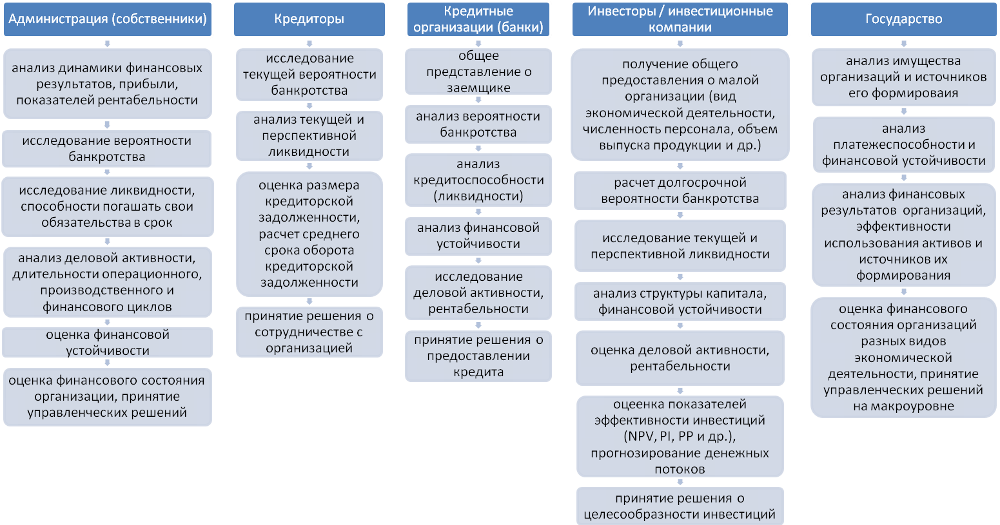 Администрация (собственники)
анализ динамики финансовых
результатов, прибыли,
показателей рентабельности
исследование вероятности
банкротства
исследование ликвидности,
способности погашать свои
обязательства в срок
анализ деловой активности,
длительности операционного,
производственного и
финансового циклов
оценка финансовой
устойчивости
оценка финансового состояния
организации, принятие
управленческих решений
Кредиторы
исследование
текущей вероятности
банкротства
анализ текущей и
перспективной
ликвидности
оценка размера
кредиторской
задолженности,
расчет среднего
срока оборота
кредиторской
задолженности
принятие решения о
сотрудничестве с
организацией
Кредитные
организации (банки)
общее
представление о
заемщике
анализ вероятности
банкротства
анализ
кредитоспособности
(ликвидности)
анализ финансовой
устойчивости
исследование
деловой активности,
рентабельности
принятие решения о
предоставлении
кредита
Инвесторы / инвестиционные
компании
получение общего
предоставления о малой
организации (вид
экономической деятельности,
численность персонала, объем
выпуска продукции и др.)
расчет долгосрочной
вероятности банкротства
исследование текущей и
перспективной ликвидности
анализ структуры капитала,
финансовой устойчивости
оценка деловой активности,
рентабельности
оцеенка показателей
эффективности инвестиций
(NPV, PI, PP и др.),
прогнозирование денежных
потоков
принятие решения о
целесообразности инвестиций
Государство
анализ имущества
организаций и источников
его формироваия
анализ
платежеспособности и
финансовой устойчивости
анализ финансовых
результатов организаций,
эффективности
использования активов и
источников их
формирования
оценка финансового
состояния организаций
разных видов
экономической
деятельности, принятие
управленческих решений
на макроуровне